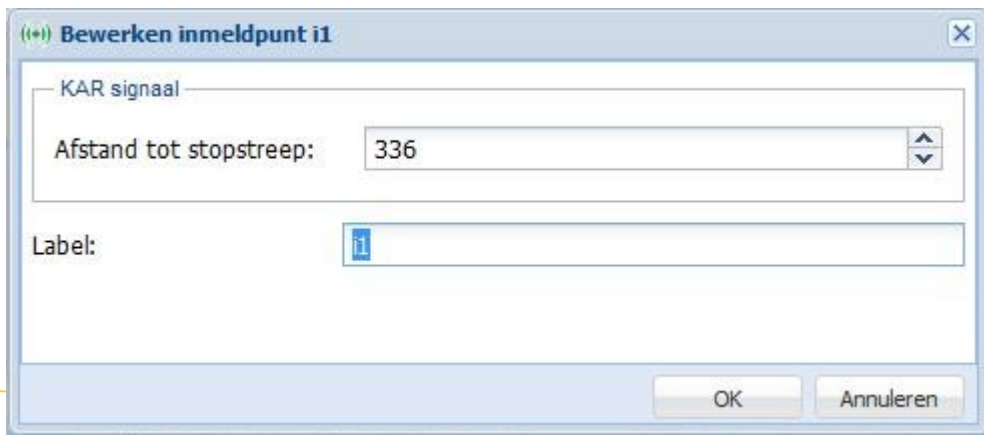 Bewerken inmeldpunt i1
KAR signaal
Afstand tot stopstreep: 336
Label: i1
OK Annuleren